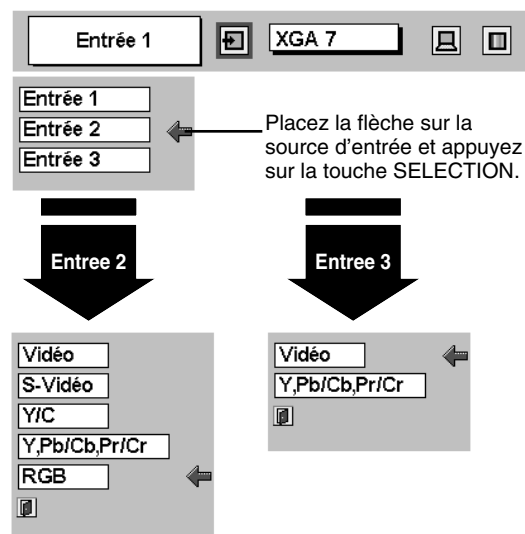 Entrée 1
XGA 7
Entrée 1
Entrée 2
Entrée 3
Placez la flèche sur la
source d'entrée et appuyez
sur la touche SELECTION.
Entree 2
Entree 3
Vidéo
S-Vidéo
Y/C
Y,Pb/Cb,Pr/Cr
RGB
Vidéo
Y,Pb/Cb,Pr/Cr